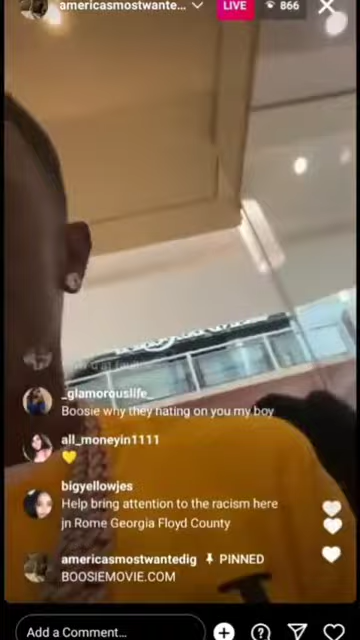 americasmostwante...
LIVE
866
_glamorouslife_
Boosie why they hating on you my boy
all_moneyin1111
💛
bigyellowjes
Help bring attention to the racism here
jn Rome Georgia Floyd County
americasmostwantedig PINNED
BOOSIEMOVIE.COM
Add a Comment...